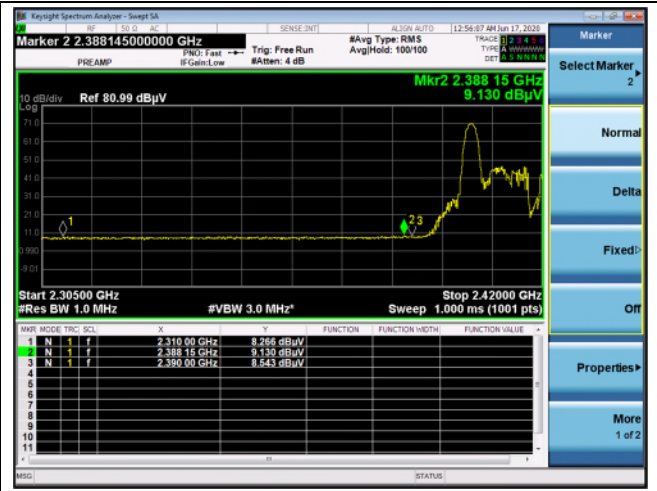 Keysight Spectrum Analyzer - Swept SA
RF 50 Ω AC SENSE:INT ALIGN AUTO 12:56:07 AM Jun 17, 2020
Marker 2 2.388145000000 GHz
PREAMP
PNO: Fast
IFGain:Low
Trig: Free Run
#Atten: 4 dB
#Avg Type: RMS
Avg|Hold: 100/100
TRACE 1 2 3 4 5 6
TYPE A WWWWW
DET A S N N N N
Mkr2 2.388 15 GHz
9.130 dBµV
10 dB/div Ref 80.99 dBµV
Log
71.0
61.0
51.0
41.0
31.0
21.0
11.0
0.990
-9.01
1
2 3
Start 2.30500 GHz Stop 2.42000 GHz
#Res BW 1.0 MHz #VBW 3.0 MHz* Sweep 1.000 ms (1001 pts)
MKR MODE TRC SCL X Y FUNCTION FUNCTION WIDTH FUNCTION VALUE
1 N 1 f 2.310 00 GHz 8.266 dBµV
2 N 1 f 2.388 15 GHz 9.130 dBµV
3 N 1 f 2.390 00 GHz 8.543 dBµV
4
5
6
7
8
9
10
11
MSG STATUS
Marker
Select Marker
2
Normal
Delta
Fixed
Off
Properties
More
1 of 2